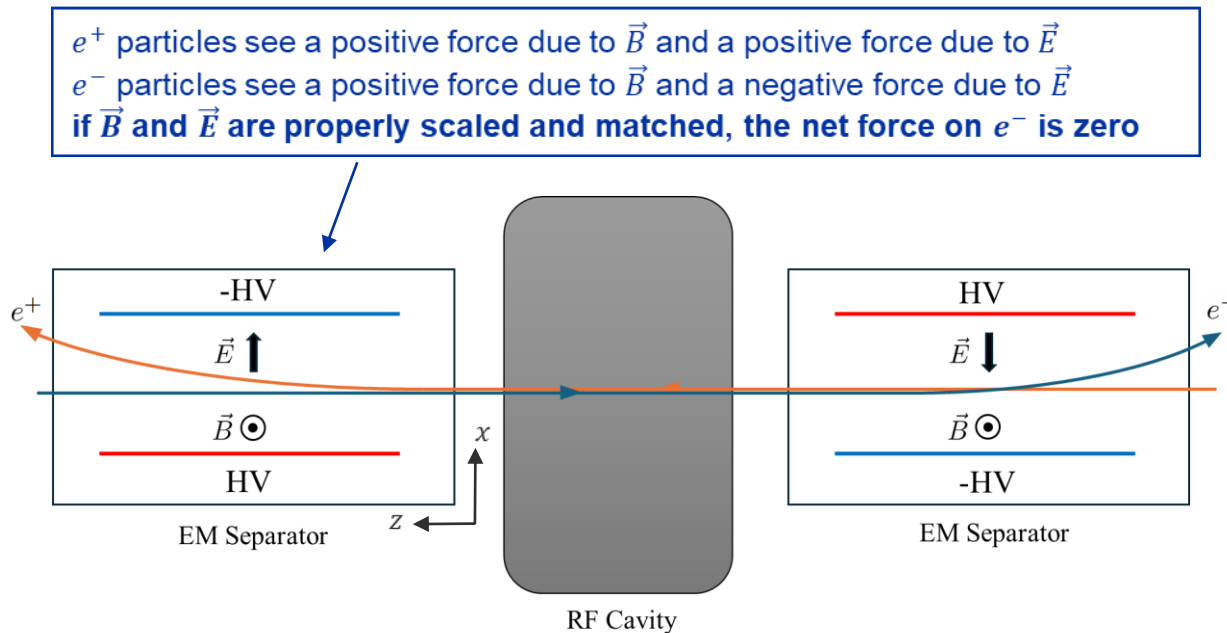 e⁺ particles see a positive force due to B⃗ and a positive force due to E⃗
e⁻ particles see a positive force due to B⃗ and a negative force due to E⃗
if B⃗ and E⃗ are properly scaled and matched, the net force on e⁻ is zero
-HV
HV
e⁺
e⁻
E⃗
E⃗
B⃗
x
B⃗
HV
-HV
z
EM Separator
EM Separator
RF Cavity